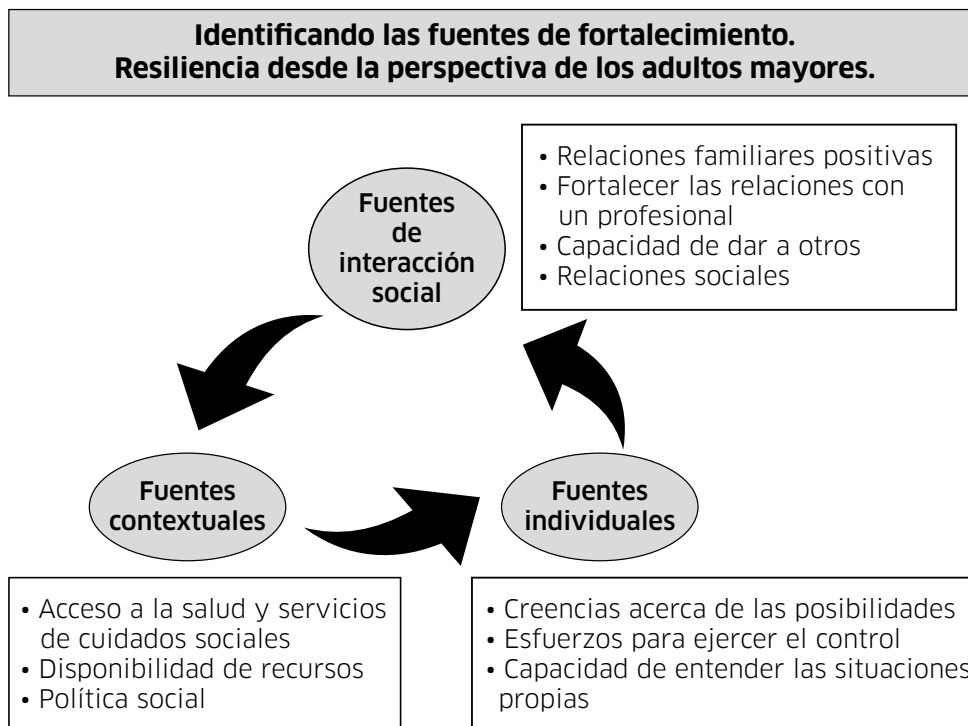 Identificando las fuentes de fortalecimiento.
Resiliencia desde la perspectiva de los adultos mayores.
Fuentes
de
interacción
social
• Relaciones familiares positivas
• Fortalecer las relaciones con
un profesional
• Capacidad de dar a otros
• Relaciones sociales
Fuentes
contextuales
Fuentes
individuales
• Acceso a la salud y servicios
de cuidados sociales
• Disponibilidad de recursos
• Política social
• Creencias acerca de las posibilidades
• Esfuerzos para ejercer el control
• Capacidad de entender las situaciones
propias